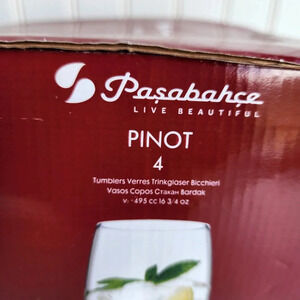 Paşabahçe
LIVE BEAUTIFUL
PINOT
4
Tumblers Verres Trinkgläser Bicchieri
Vasos Copos Стакан Bardak
v: -495 cc 16 3/4 oz